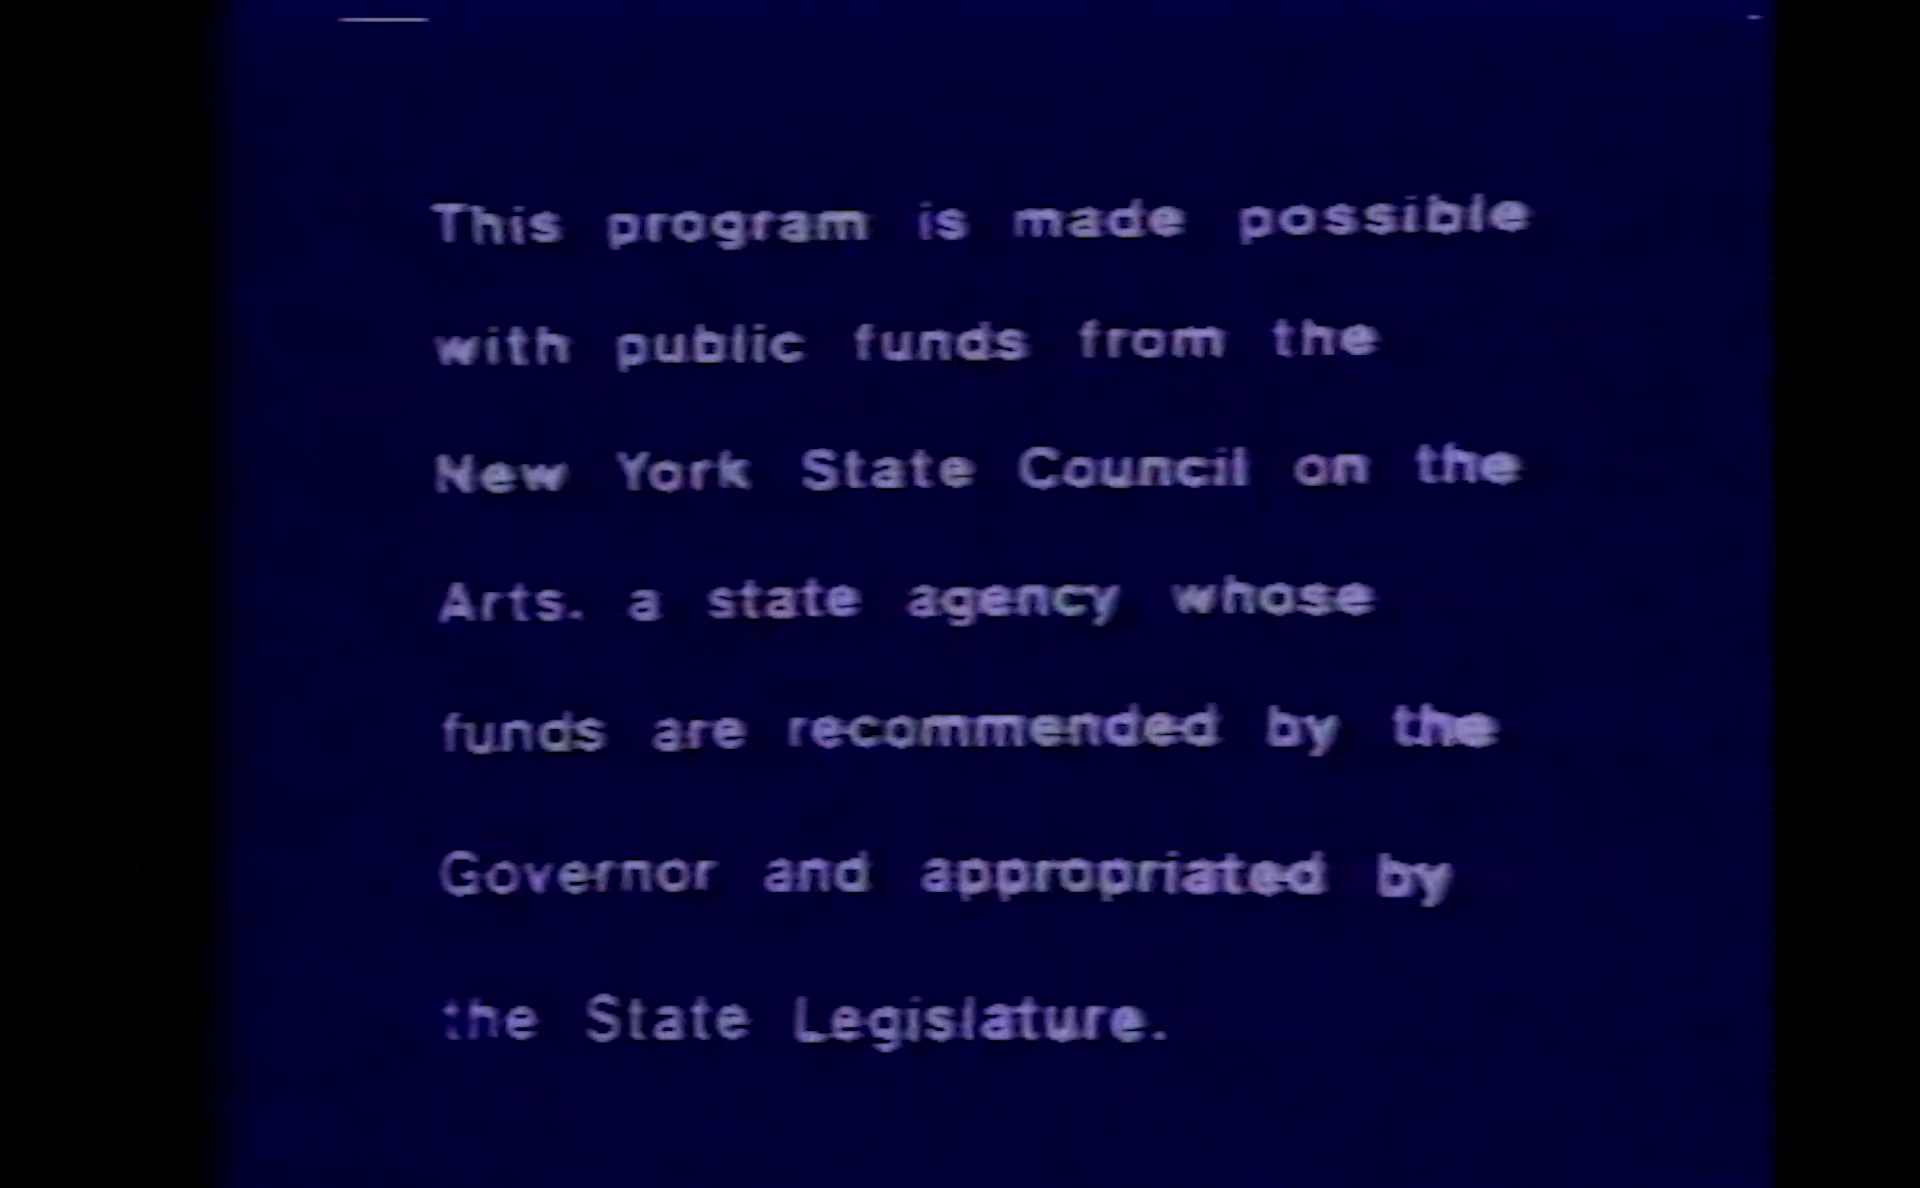 This program is made possible
with public funds from the
New York State Council on the
Arts. a state agency whose
funds are recommended by the
Governor and appropriated by
the State Legislature.